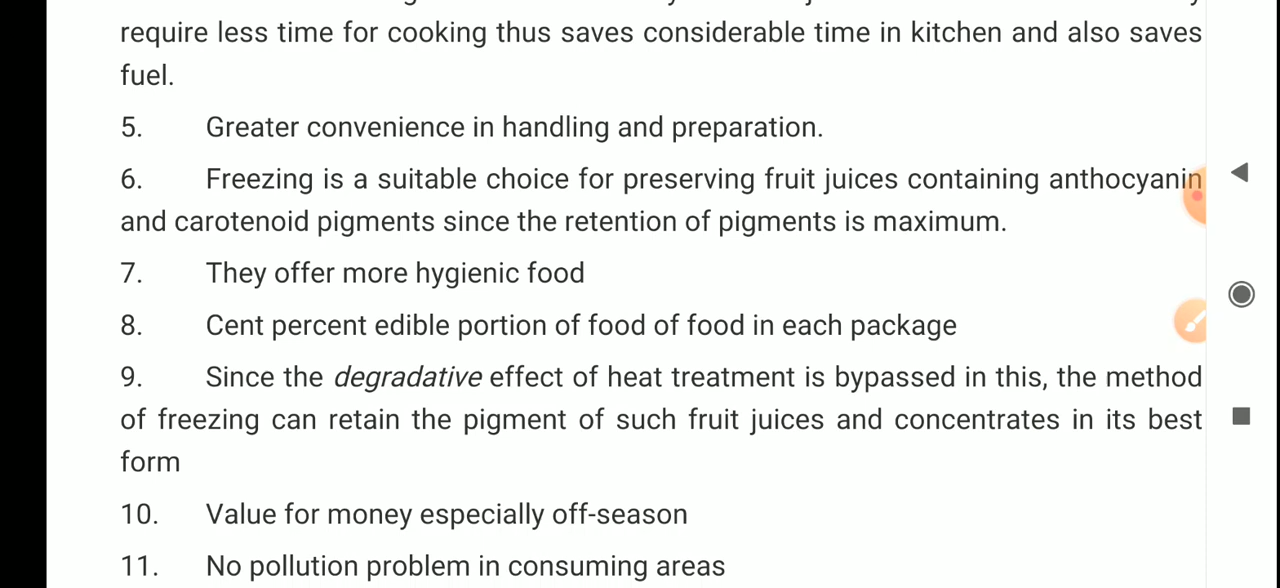 require less time for cooking thus saves considerable time in kitchen and also saves
fuel.
5. Greater convenience in handling and preparation.
6. Freezing is a suitable choice for preserving fruit juices containing anthocyanin
and carotenoid pigments since the retention of pigments is maximum.
7. They offer more hygienic food
8. Cent percent edible portion of food of food in each package
9. Since the degradative effect of heat treatment is bypassed in this, the method
of freezing can retain the pigment of such fruit juices and concentrates in its best
form
10. Value for money especially off-season
11. No pollution problem in consuming areas